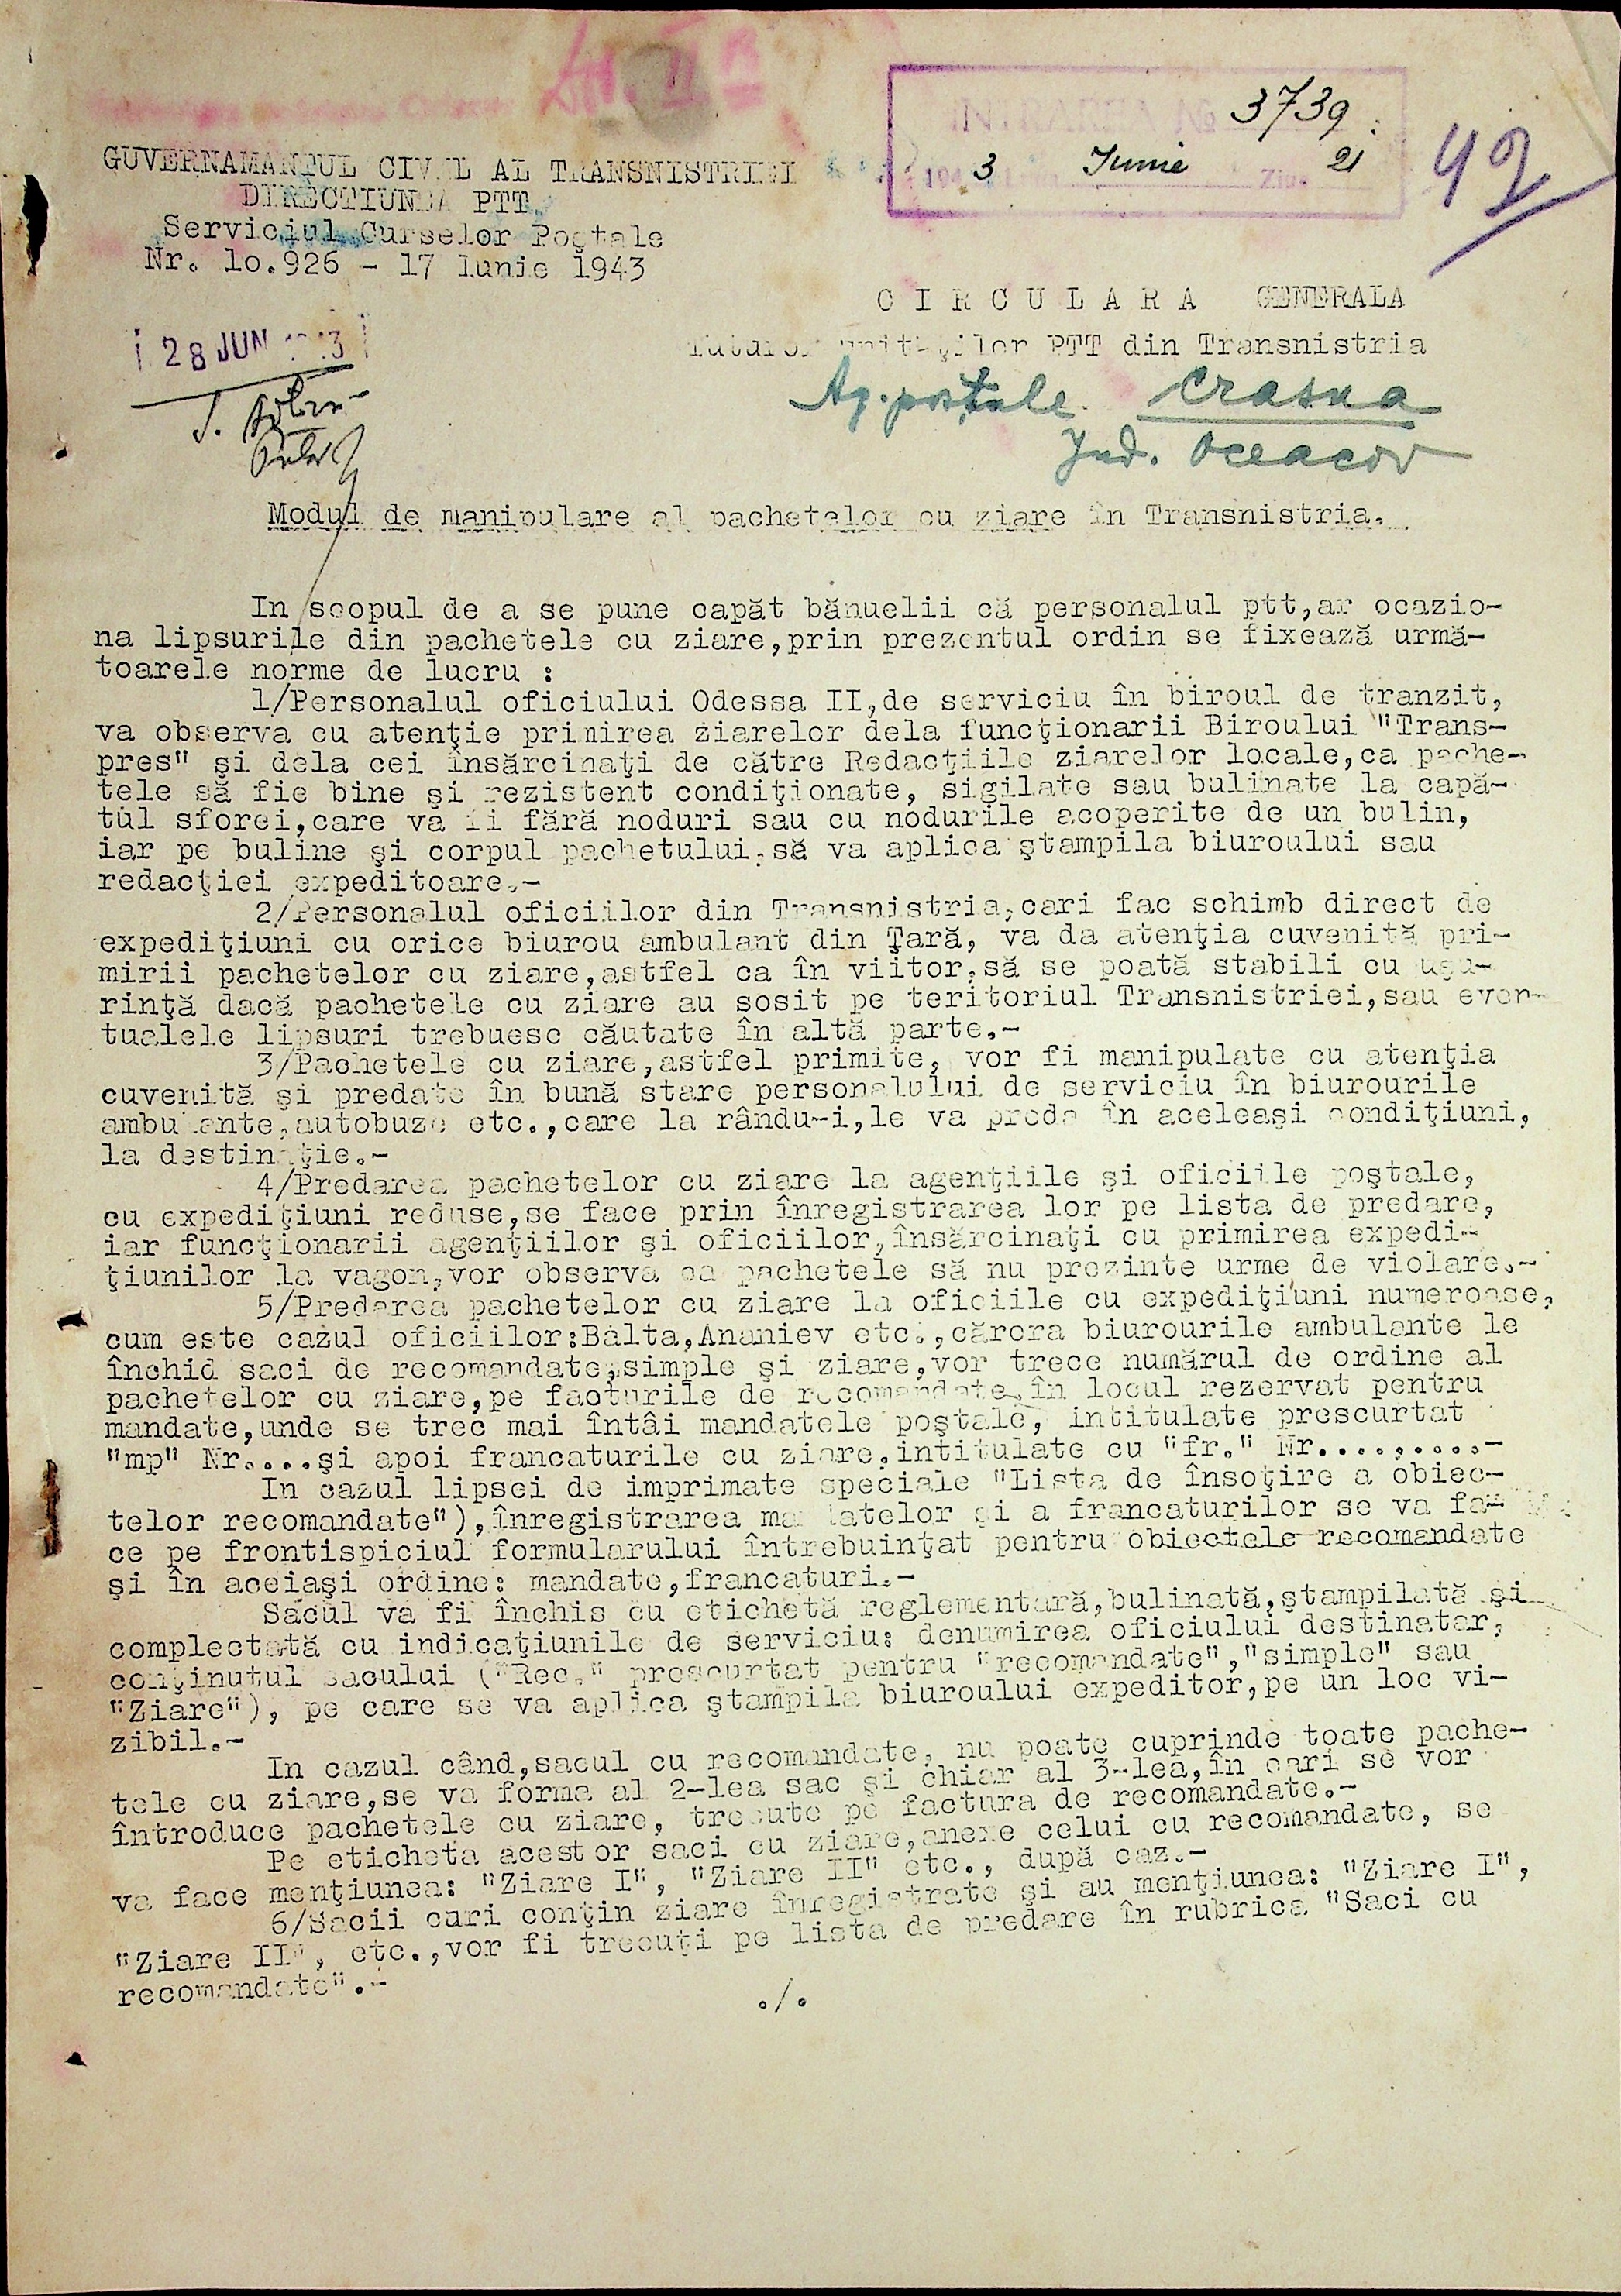 INTRAREA № 3739
194 3 Iunie Ziua 21
42
GUVERNAMANTUL CIVIL AL TRANSNISTRIEI
DIRECTIUNEA PTT.
Serviciul Curselor Poştale
Nr. 1o.926 - 17 Iunie 1943
C I R C U L A R A GENERALA
Tuturor unităţilor PTT din Transnistria
28 JUN 1943
Ag. poştale Crasna
Jud. Oceacov
Modul de manipulare al pachetelor cu ziare în Transnistria.
In scopul de a se pune capăt bănuelii că personalul ptt,ar ocazio-
na lipsurile din pachetele cu ziare,prin prezentul ordin se fixează urmă-
toarele norme de lucru :
1/Personalul oficiului Odessa II,de serviciu în biroul de tranzit,
va observa cu atenţie primirea ziarelor dela funcţionarii Biroului "Trans-
pres" şi dela cei însărcinaţi de către Redacţiile ziarelor locale,ca pache-
tele să fie bine şi rezistent condiţionate, sigilate sau bulinate la capă-
tul sforei,care va fi fără noduri sau cu nodurile acoperite de un bulin,
iar pe buline şi corpul pachetului,să va aplica ştampila biuroului sau
redacţiei expeditoare.-
2/Personalul oficiilor din Transnistria,cari fac schimb direct de
expediţiuni cu orice biurou ambulant din Ţară, va da atenţia cuvenită pri-
mirii pachetelor cu ziare,astfel ca în viitor,să se poată stabili cu uşu-
rinţă dacă pachetele cu ziare au sosit pe teritoriul Transnistriei,sau even-
tualele lipsuri trebuesc căutate în altă parte.-
3/Pachetele cu ziare,astfel primite, vor fi manipulate cu atenţia
cuvenită şi predate în bună stare personalului de serviciu în biurourile
ambulante,autobuze etc.,care la rându-i,le va preda în aceleaşi condiţiuni,
la destinaţie.-
4/Predarea pachetelor cu ziare la agenţiile şi oficiile poştale,
cu expediţiuni reduse,se face prin înregistrarea lor pe lista de predare,
iar funcţionarii agenţiilor şi oficiilor,însărcinaţi cu primirea expedi-
ţiunilor la vagon,vor observa ca pachetele să nu prezinte urme de violare.-
5/Predarea pachetelor cu ziare la oficiile cu expediţiuni numeroase,
cum este cazul oficiilor:Balta,Ananiev etc.,cărora biurourile ambulante le
închid saci de recomandate,simple şi ziare,vor trece numărul de ordine al
pachetelor cu ziare,pe facturile de recomandate,în locul rezervat pentru
mandate,unde se trec mai întâi mandatele poştale, intitulate prescurtat
"mp" Nr....şi apoi francaturile cu ziare,intitulate cu "fr." Nr.........-
In cazul lipsei de imprimate speciale "Lista de însoţire a obiec-
telor recomandate"),înregistrarea mandatelor şi a francaturilor se va fa-
ce pe frontispiciul formularului întrebuinţat pentru obiectele recomandate
şi în aceiaşi ordine: mandate,francaturi.-
Sacul va fi închis cu etichetă reglementară,bulinată,ştampilată şi
complectată cu indicaţiunile de serviciu: denumirea oficiului destinatar,
conţinutul sacului ("Rec." prescurtat pentru "recomandate","simple" sau
"Ziare"), pe care se va aplica ştampila biuroului expeditor,pe un loc vi-
zibil.-
In cazul când,sacul cu recomandate, nu poate cuprinde toate pache-
tele cu ziare,se va forma al 2-lea sac şi chiar al 3-lea,în cari se vor
introduce pachetele cu ziare, trecute pe factura de recomandate.-
Pe eticheta acestor saci cu ziare,anexe celui cu recomandate, se
va face menţiunea: "Ziare I", "Ziare II" etc., după caz.-
6/Sacii cari conţin ziare înregistrate şi au menţiunea: "Ziare I",
"Ziare II", etc.,vor fi trecuţi pe lista de predare în rubrica "Saci cu
recomandate".-
./.